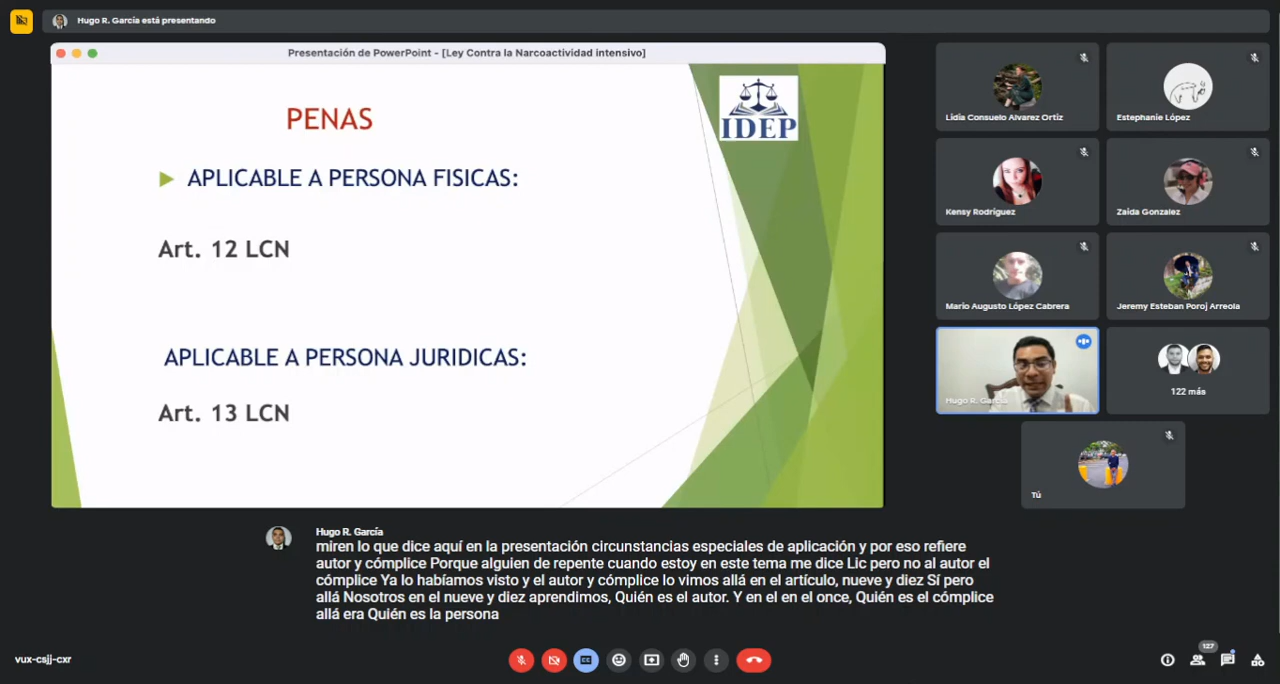 Hugo R. García está presentando
Presentación de PowerPoint - [Ley Contra la Narcoactividad intensivo]
PENAS
IDEP
APLICABLE A PERSONA FISICAS:
Art. 12 LCN
APLICABLE A PERSONA JURIDICAS:
Art. 13 LCN
Lidia Consuelo Alvarez Ortiz
Estephanie López
Kensy Rodríguez
Zaida Gonzalez
Mario Augusto López Cabrera
Jeremy Esteban Poroj Arreola
Hugo R. García
122 más
Tú
Hugo R. García
miren lo que dice aquí en la presentación circunstancias especiales de aplicación y por eso refiere
autor y cómplice Porque alguien de repente cuando estoy en este tema me dice Lic pero no al autor el
cómplice Ya lo habíamos visto y el autor y cómplice lo vimos allá en el artículo, nueve y diez Sí pero
allá Nosotros en el nueve y diez aprendimos, Quién es el autor. Y en el en el once, Quién es el cómplice
allá era Quién es la persona
vux-csjj-cxr
CC
127